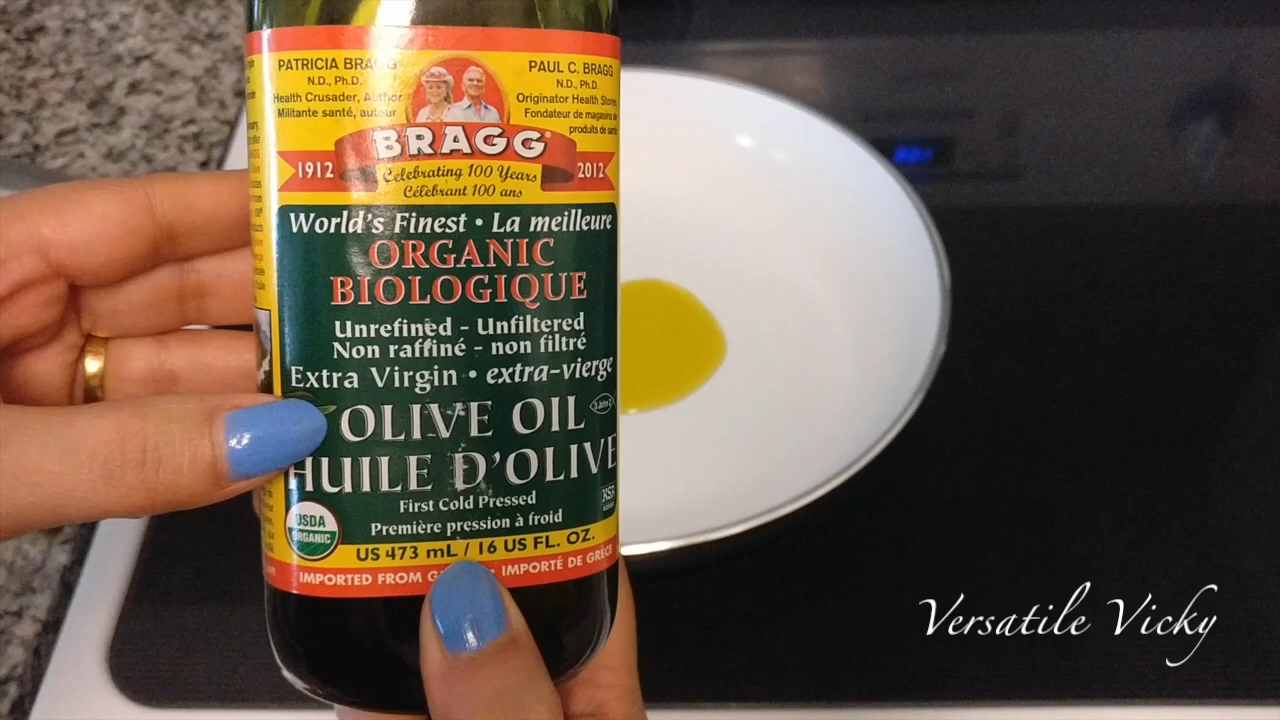 PATRICIA BRAGG
N.D., Ph.D.
Health Crusader, Author
Militante santé, auteur
PAUL C. BRAGG
N.D., Ph.D.
Originator Health Stores
Fondateur de magasins de
produits de santé
BRAGG®
1912
Celebrating 100 Years
Célébrant 100 ans
2012
World's Finest • La meilleure
ORGANIC
BIOLOGIQUE
Unrefined - Unfiltered
Non raffiné - non filtré
Extra Virgin • extra-vierge
OLIVE OIL
3 John 2
HUILE D'OLIVE
First Cold Pressed
Première pression à froid
USDA
ORGANIC
US 473 mL / 16 US FL. OZ.
IMPORTED FROM IMPORTÉ DE GRÈCE
Versatile Vicky